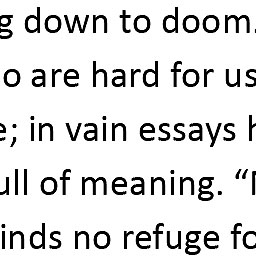 g down to doom.
o are hard for us
e; in vain essays h
ull of meaning. “
inds no refuge fo